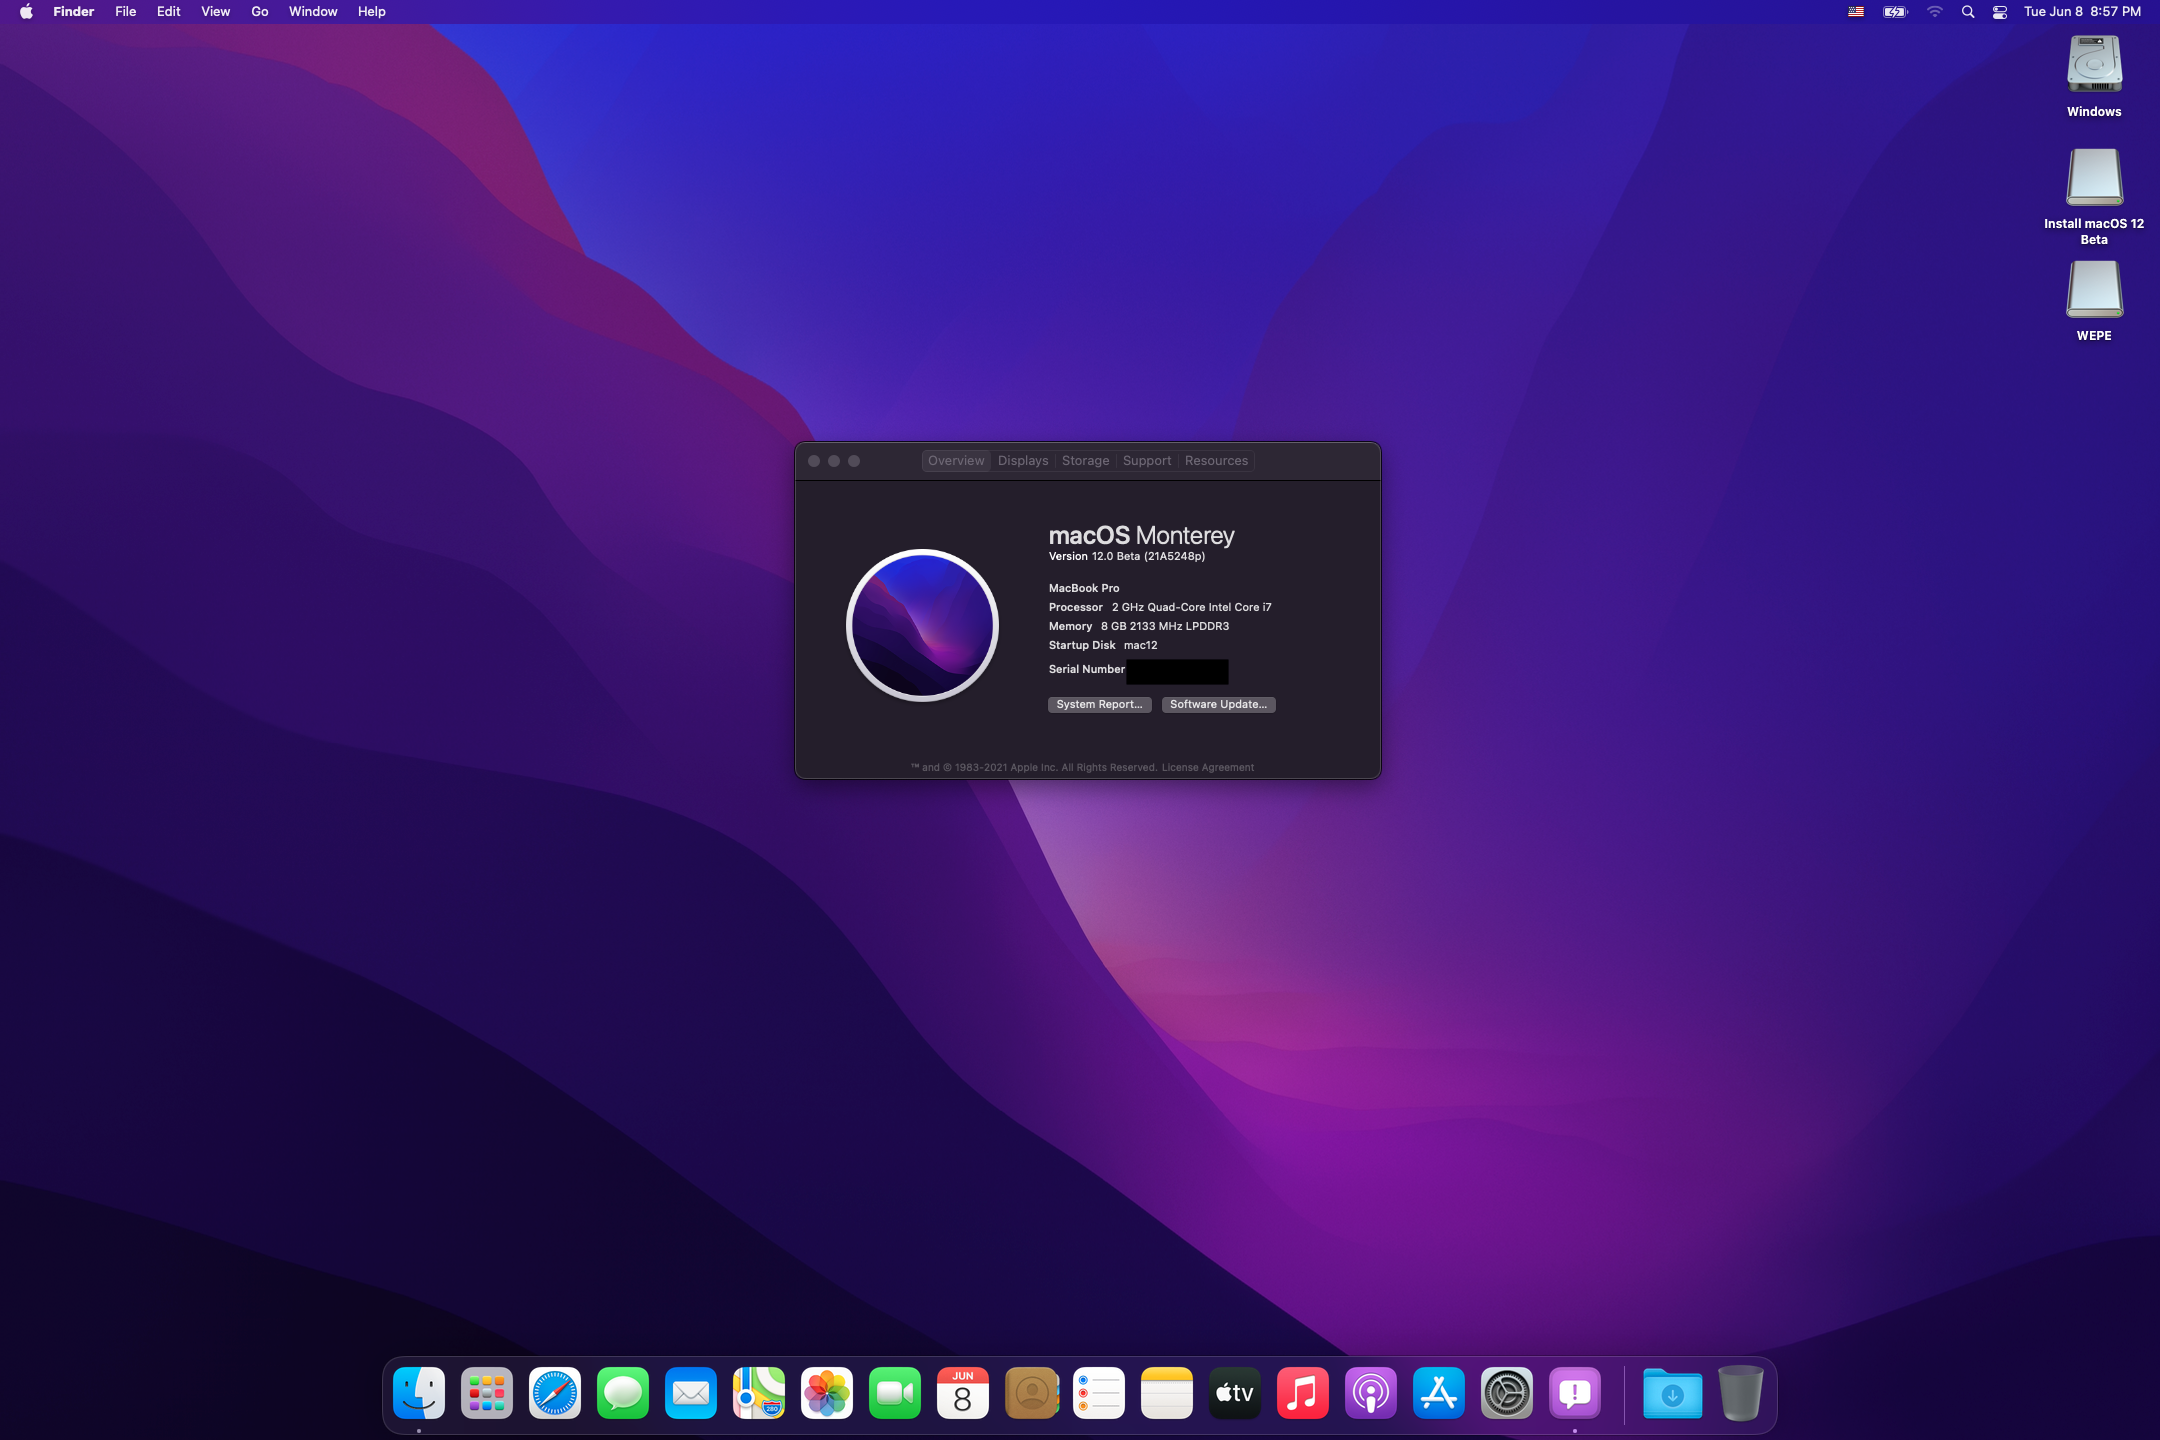 Finder File Edit View Go Window Help
Tue Jun 8 8:57 PM
Windows
Install macOS 12
Beta
WEPE
Overview Displays Storage Support Resources
macOS Monterey
Version 12.0 Beta (21A5248p)
MacBook Pro
Processor 2 GHz Quad-Core Intel Core i7
Memory 8 GB 2133 MHz LPDDR3
Startup Disk mac12
Serial Number
System Report... Software Update...
™ and © 1983-2021 Apple Inc. All Rights Reserved. License Agreement
280
JUN
8
tv